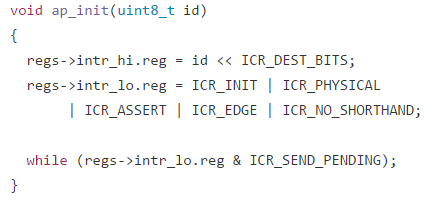 void ap_init(uint8_t id)
{
  regs->intr_hi.reg = id << ICR_DEST_BITS;
  regs->intr_lo.reg = ICR_INIT | ICR_PHYSICAL
       | ICR_ASSERT | ICR_EDGE | ICR_NO_SHORTHAND;

  while (regs->intr_lo.reg & ICR_SEND_PENDING);
}